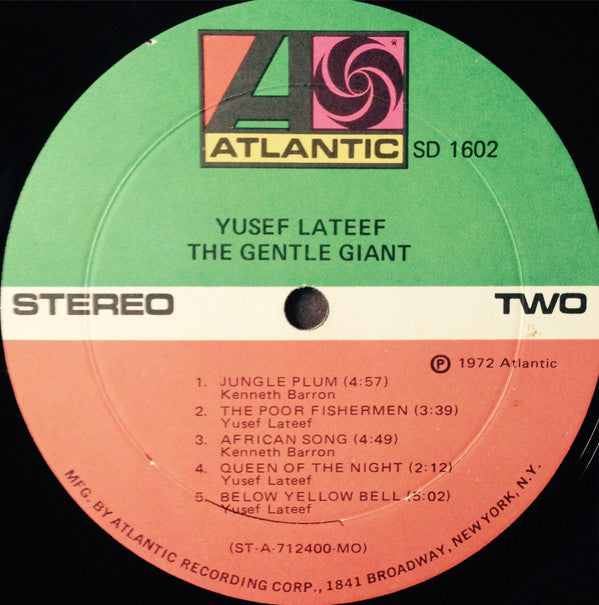 ATLANTIC SD 1602
YUSEF LATEEF
THE GENTLE GIANT
STEREO TWO
Ⓟ 1972 Atlantic
1. JUNGLE PLUM (4:57)
Kenneth Barron
2. THE POOR FISHERMEN (3:39)
Yusef Lateef
3. AFRICAN SONG (4:49)
Kenneth Barron
4. QUEEN OF THE NIGHT (2:12)
Yusef Lateef
5. BELOW YELLOW BELL (5:02)
Yusef Lateef
(ST-A-712400-MO)
MFG. BY ATLANTIC RECORDING CORP., 1841 BROADWAY, NEW YORK, N.Y.